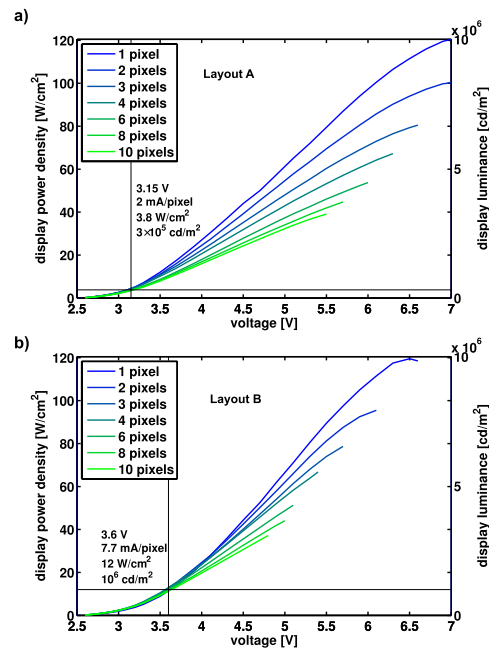 a)
x 10⁶
120
100
80
60
40
20
0
display power density [W/cm²]
1 pixel
2 pixels
3 pixels
4 pixels
6 pixels
8 pixels
10 pixels
Layout A
3.15 V
2 mA/pixel
3.8 W/cm²
3×10⁵ cd/m²
10
5
0
display luminance [cd/m²]
2.5 3 3.5 4 4.5 5 5.5 6 6.5 7
voltage [V]
b)
x 10⁶
120
100
80
60
40
20
0
display power density [W/cm²]
1 pixel
2 pixels
3 pixels
4 pixels
6 pixels
8 pixels
10 pixels
Layout B
3.6 V
7.7 mA/pixel
12 W/cm²
10⁶ cd/m²
10
5
0
display luminance [cd/m²]
2.5 3 3.5 4 4.5 5 5.5 6 6.5 7
voltage [V]